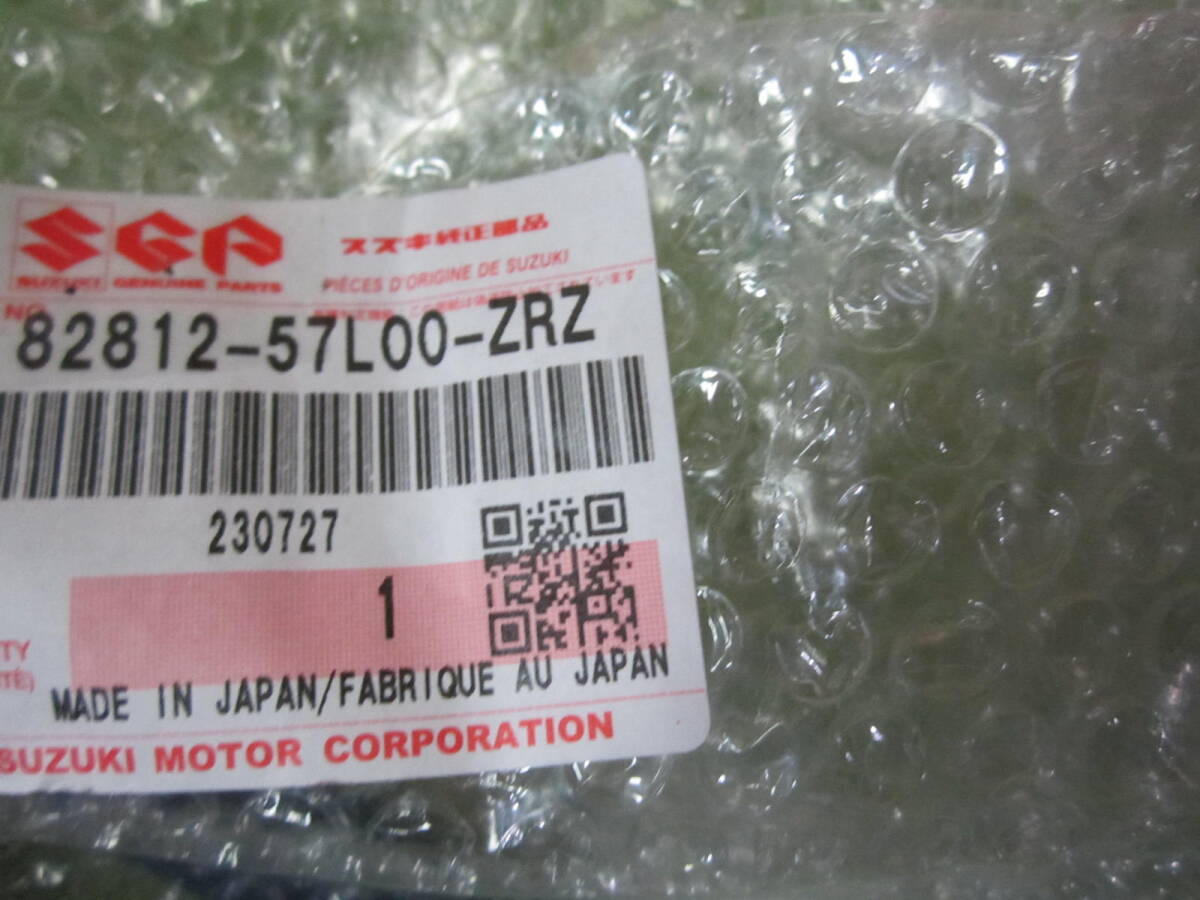 SGP
スズキ純正部品
SUZUKI GENUINE PARTS
PIÈCES D'ORIGINE DE SUZUKI
NO.
82812-57L00-ZRZ
230727
1
TY
TÉ)
MADE IN JAPAN/FABRIQUE AU JAPAN
SUZUKI MOTOR CORPORATION